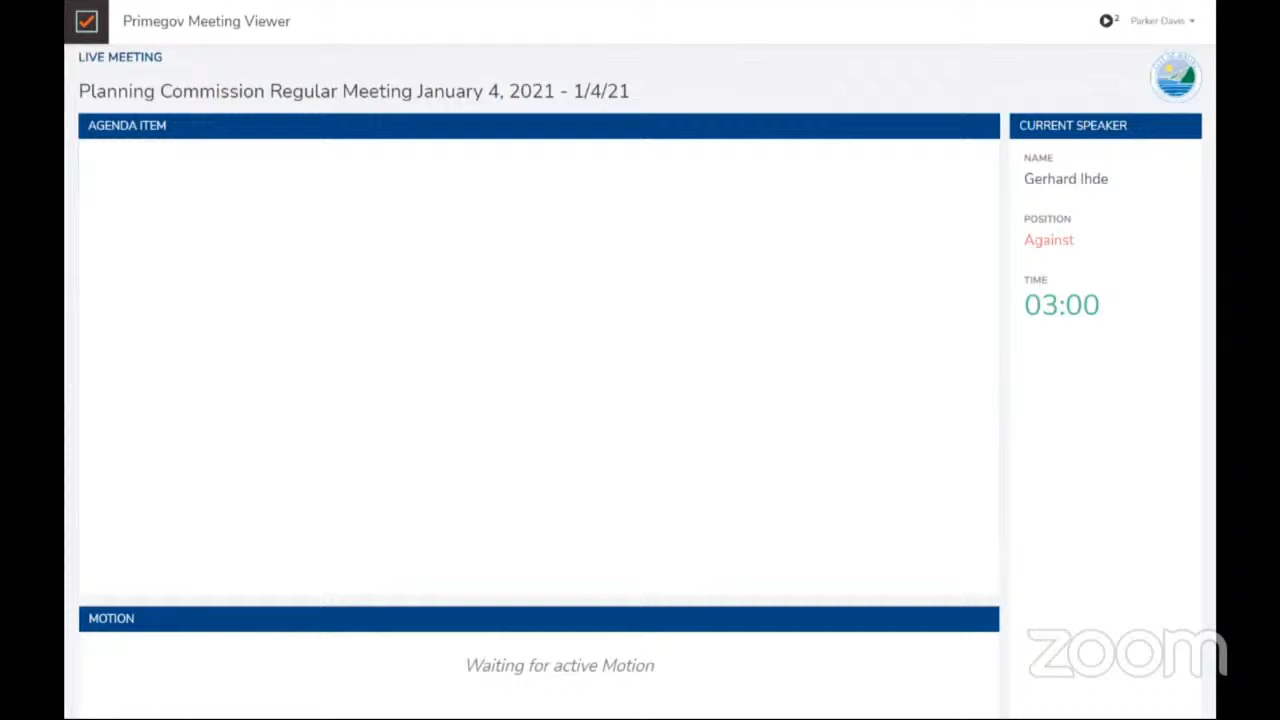 Primegov Meeting Viewer
2
Parker Davis
LIVE MEETING
Planning Commission Regular Meeting January 4, 2021 - 1/4/21
AGENDA ITEM
CURRENT SPEAKER
NAME
Gerhard Ihde
POSITION
Against
TIME
03:00
MOTION
Waiting for active Motion
zoom